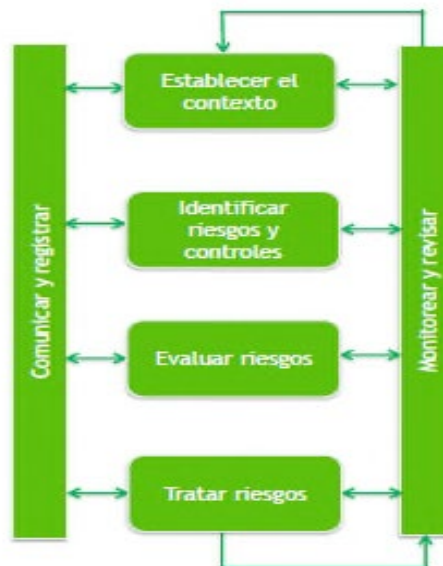 Comunicar y registrar
Establecer el
contexto
Identificar
riesgos y
controles
Evaluar riesgos
Tratar riesgos
Monitorear y revisar